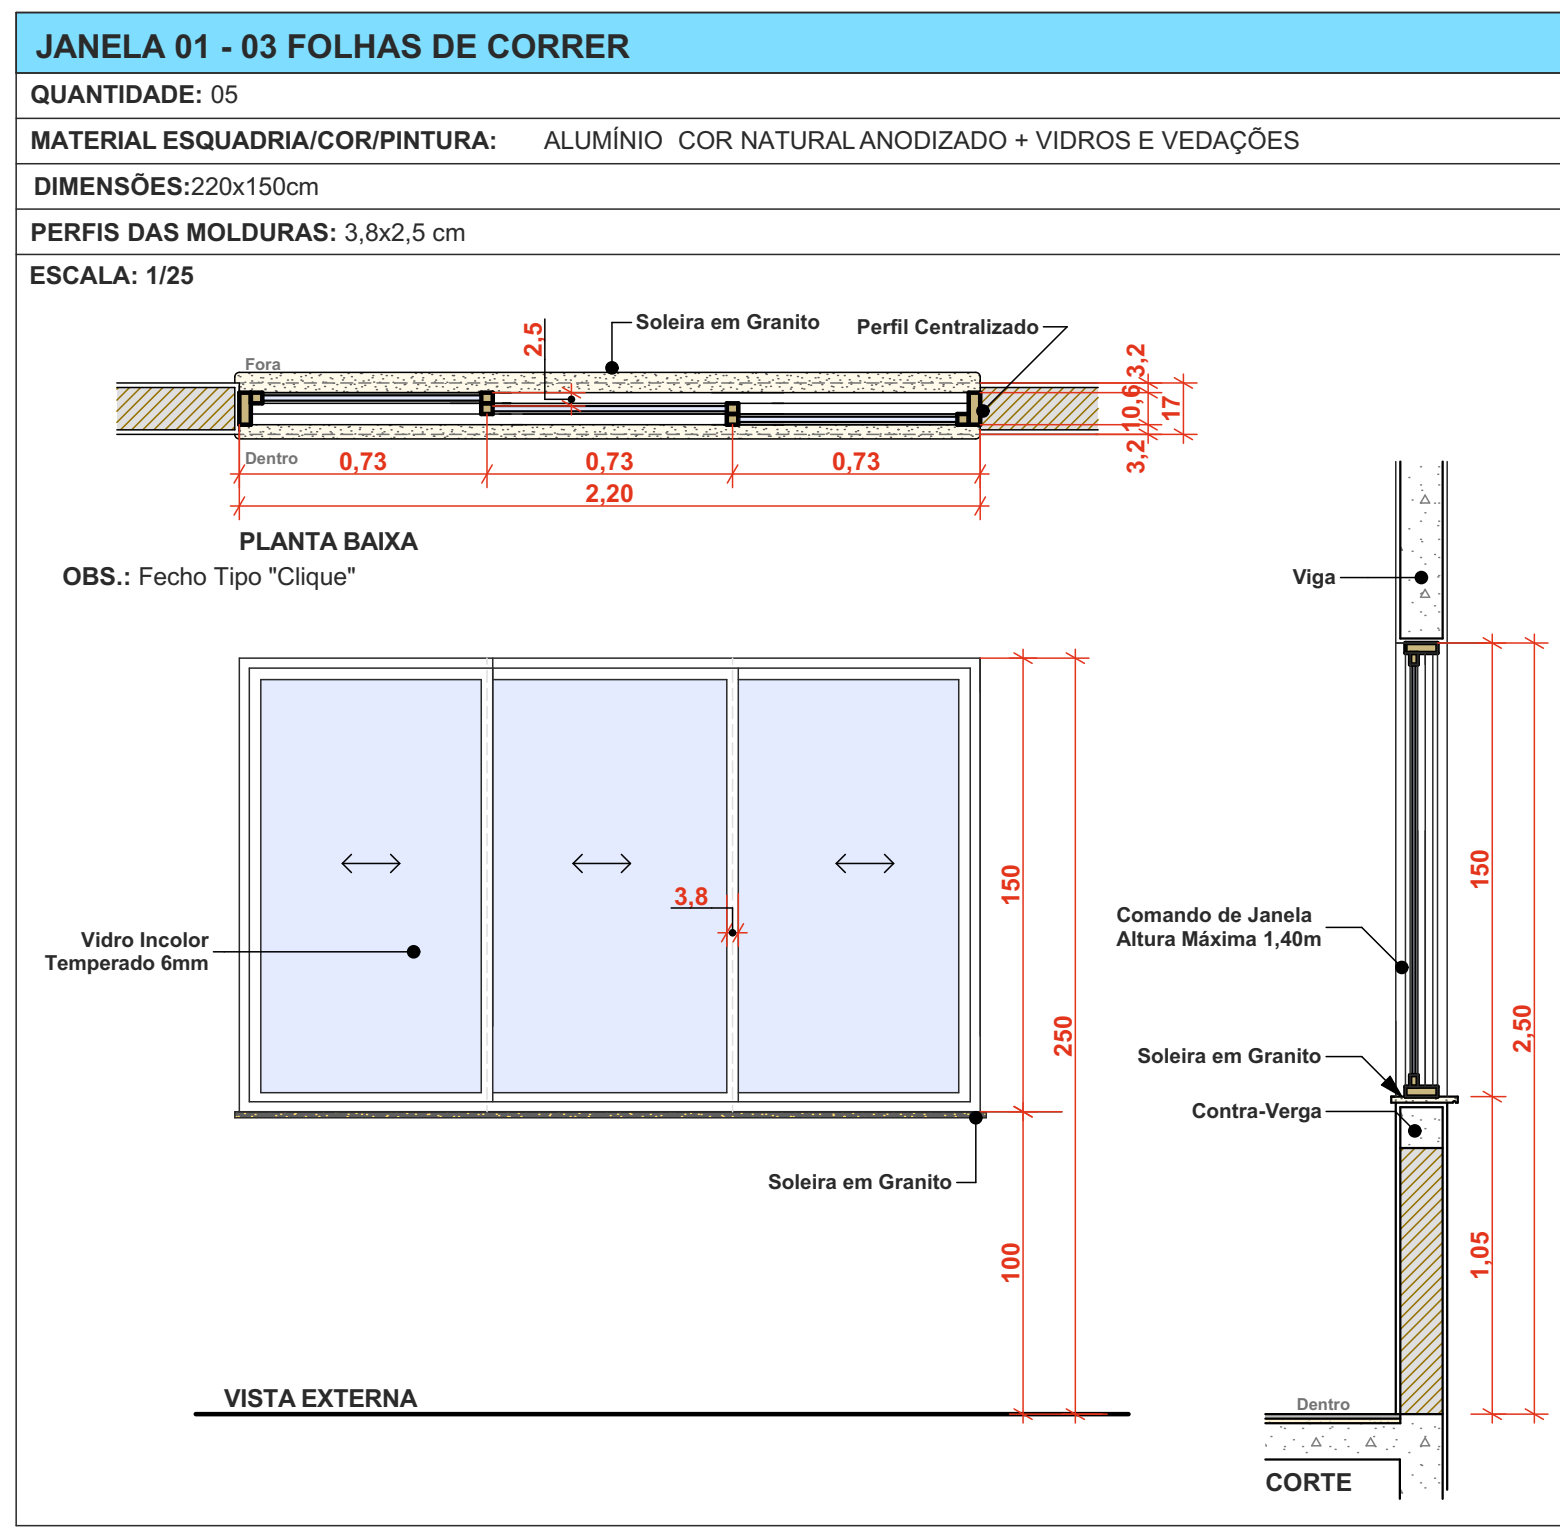 JANELA 01 - 03 FOLHAS DE CORRER
QUANTIDADE: 05
MATERIAL ESQUADRIA/COR/PINTURA: ALUMÍNIO COR NATURAL ANODIZADO + VIDROS E VEDAÇÕES
DIMENSÕES:220x150cm
PERFIS DAS MOLDURAS: 3,8x2,5 cm
ESCALA: 1/25
2,5
Soleira em Granito
Perfil Centralizado
Fora
3,2
10,6
17
3,2
Dentro
0,73
0,73
0,73
2,20
PLANTA BAIXA
OBS.: Fecho Tipo "Clique"
Viga
150
250
100
3,8
Vidro Incolor
Temperado 6mm
Soleira em Granito
VISTA EXTERNA
150
2,50
1,05
Comando de Janela
Altura Máxima 1,40m
Soleira em Granito
Contra-Verga
Dentro
CORTE